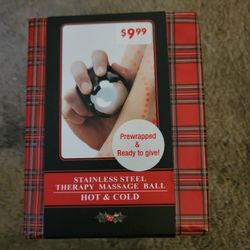 $9.99
Prewrapped
&
Ready to give!
STAINLESS STEEL
THERAPY MASSAGE BALL
HOT & COLD